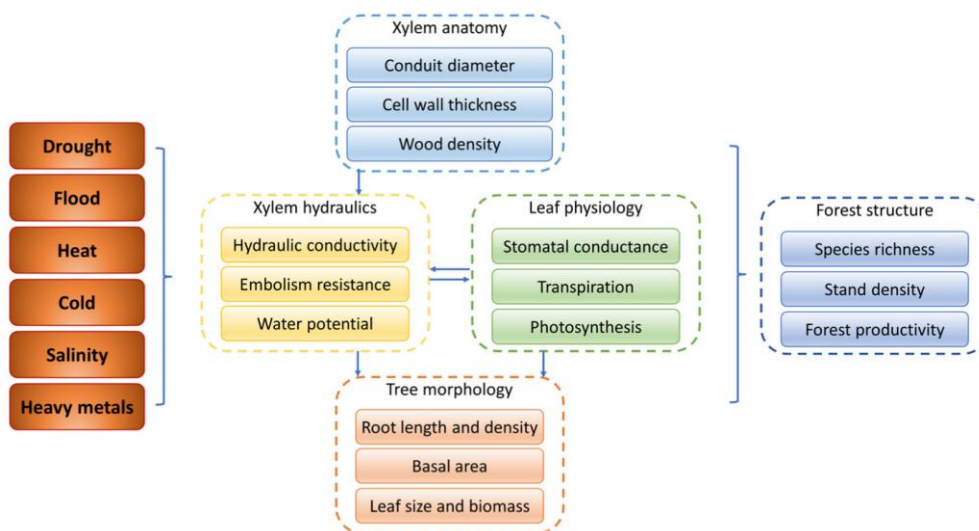 Xylem anatomy
Conduit diameter
Cell wall thickness
Wood density
Drought
Flood
Heat
Cold
Salinity
Heavy metals
Xylem hydraulics
Hydraulic conductivity
Embolism resistance
Water potential
Leaf physiology
Stomatal conductance
Transpiration
Photosynthesis
Tree morphology
Root length and density
Basal area
Leaf size and biomass
Forest structure
Species richness
Stand density
Forest productivity